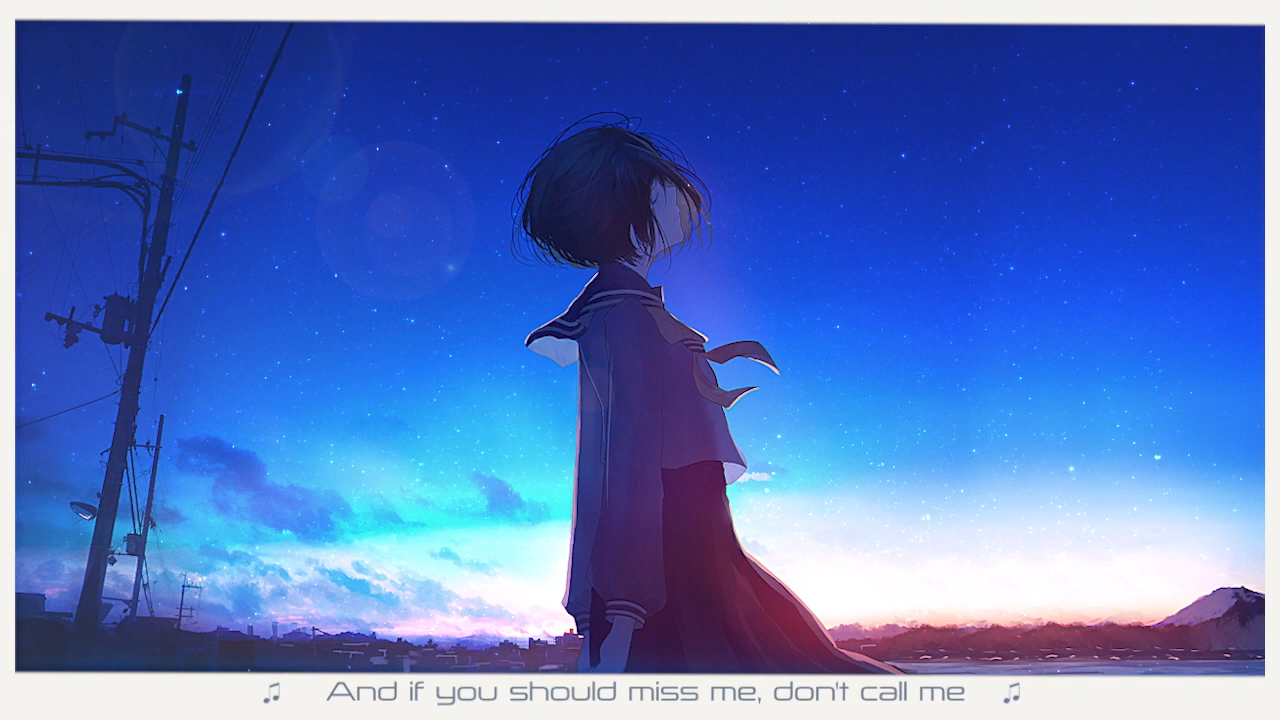 ♫ And if you should miss me, don't call me ♫